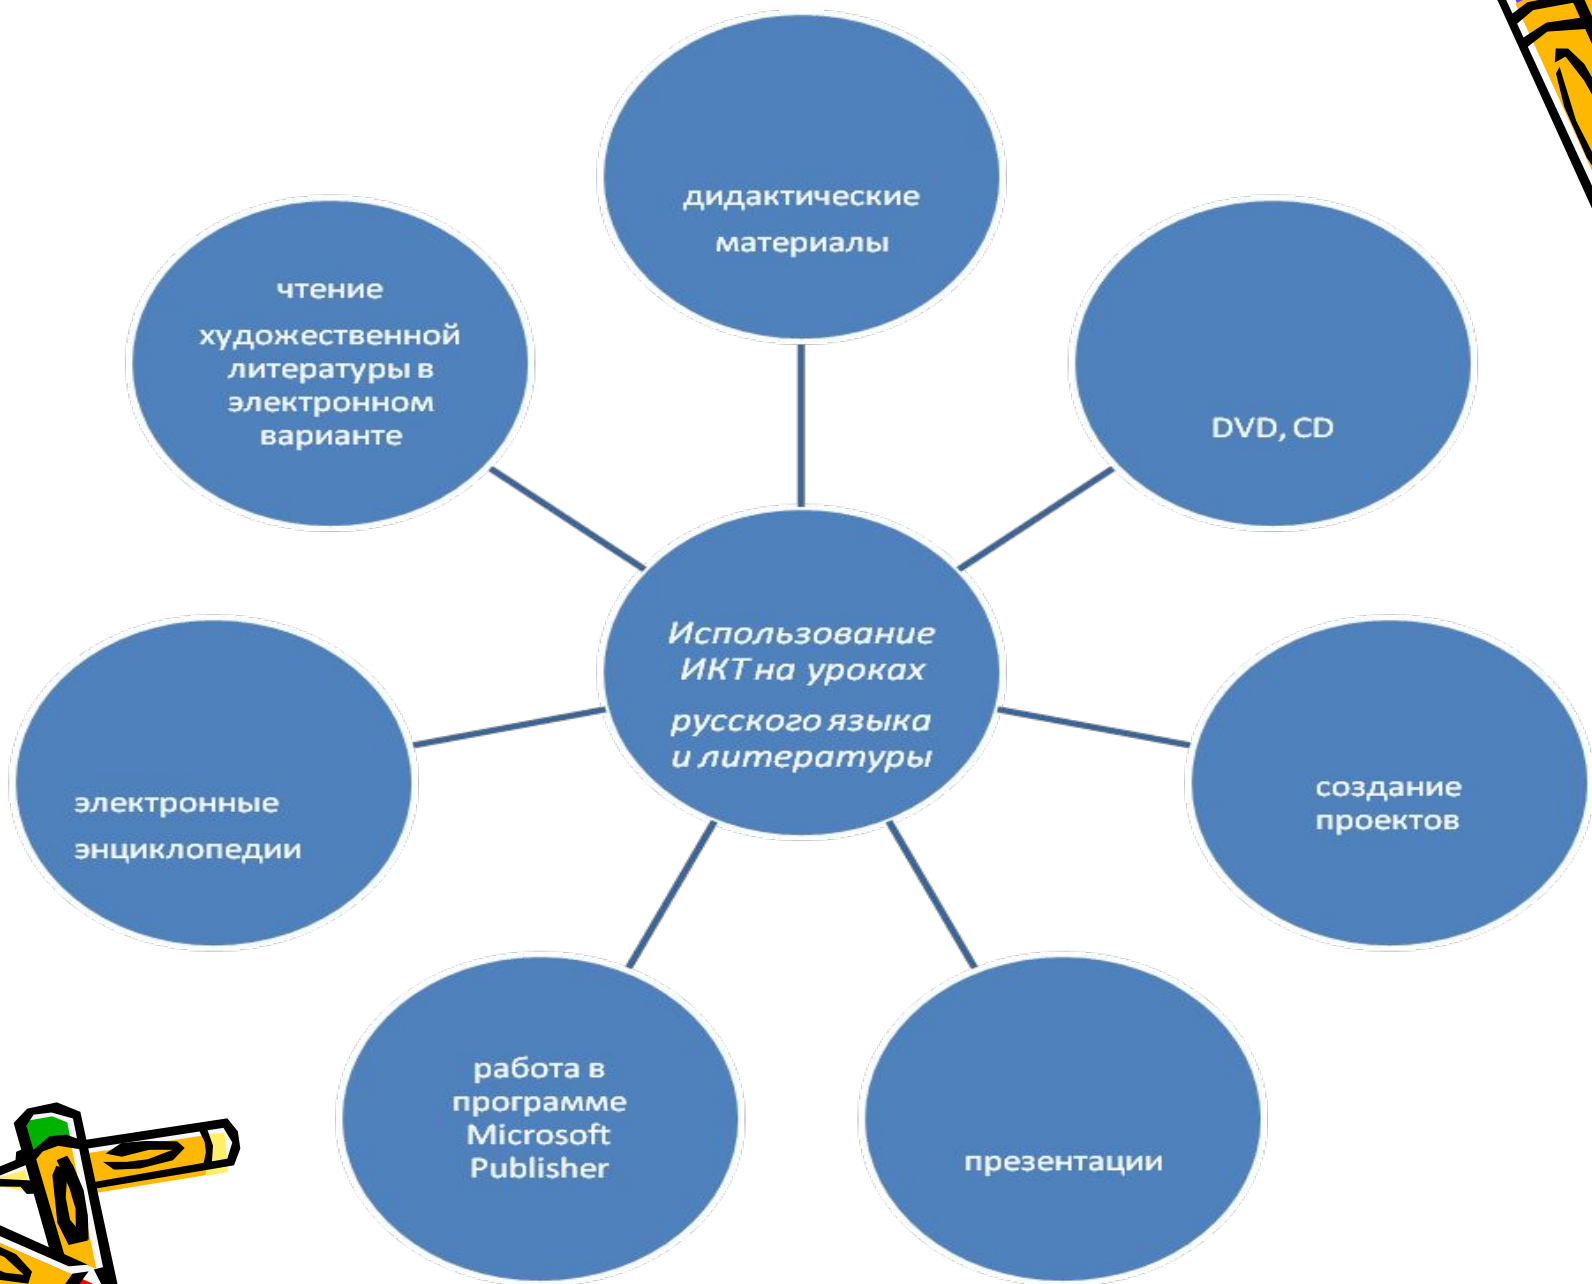 дидактические
материалы
чтение
художественной
литературы в
электронном
варианте
DVD, CD
Использование
ИКТ на уроках
русского языка
и литературы
электронные
энциклопедии
создание
проектов
работа в
программе
Microsoft
Publisher
презентации